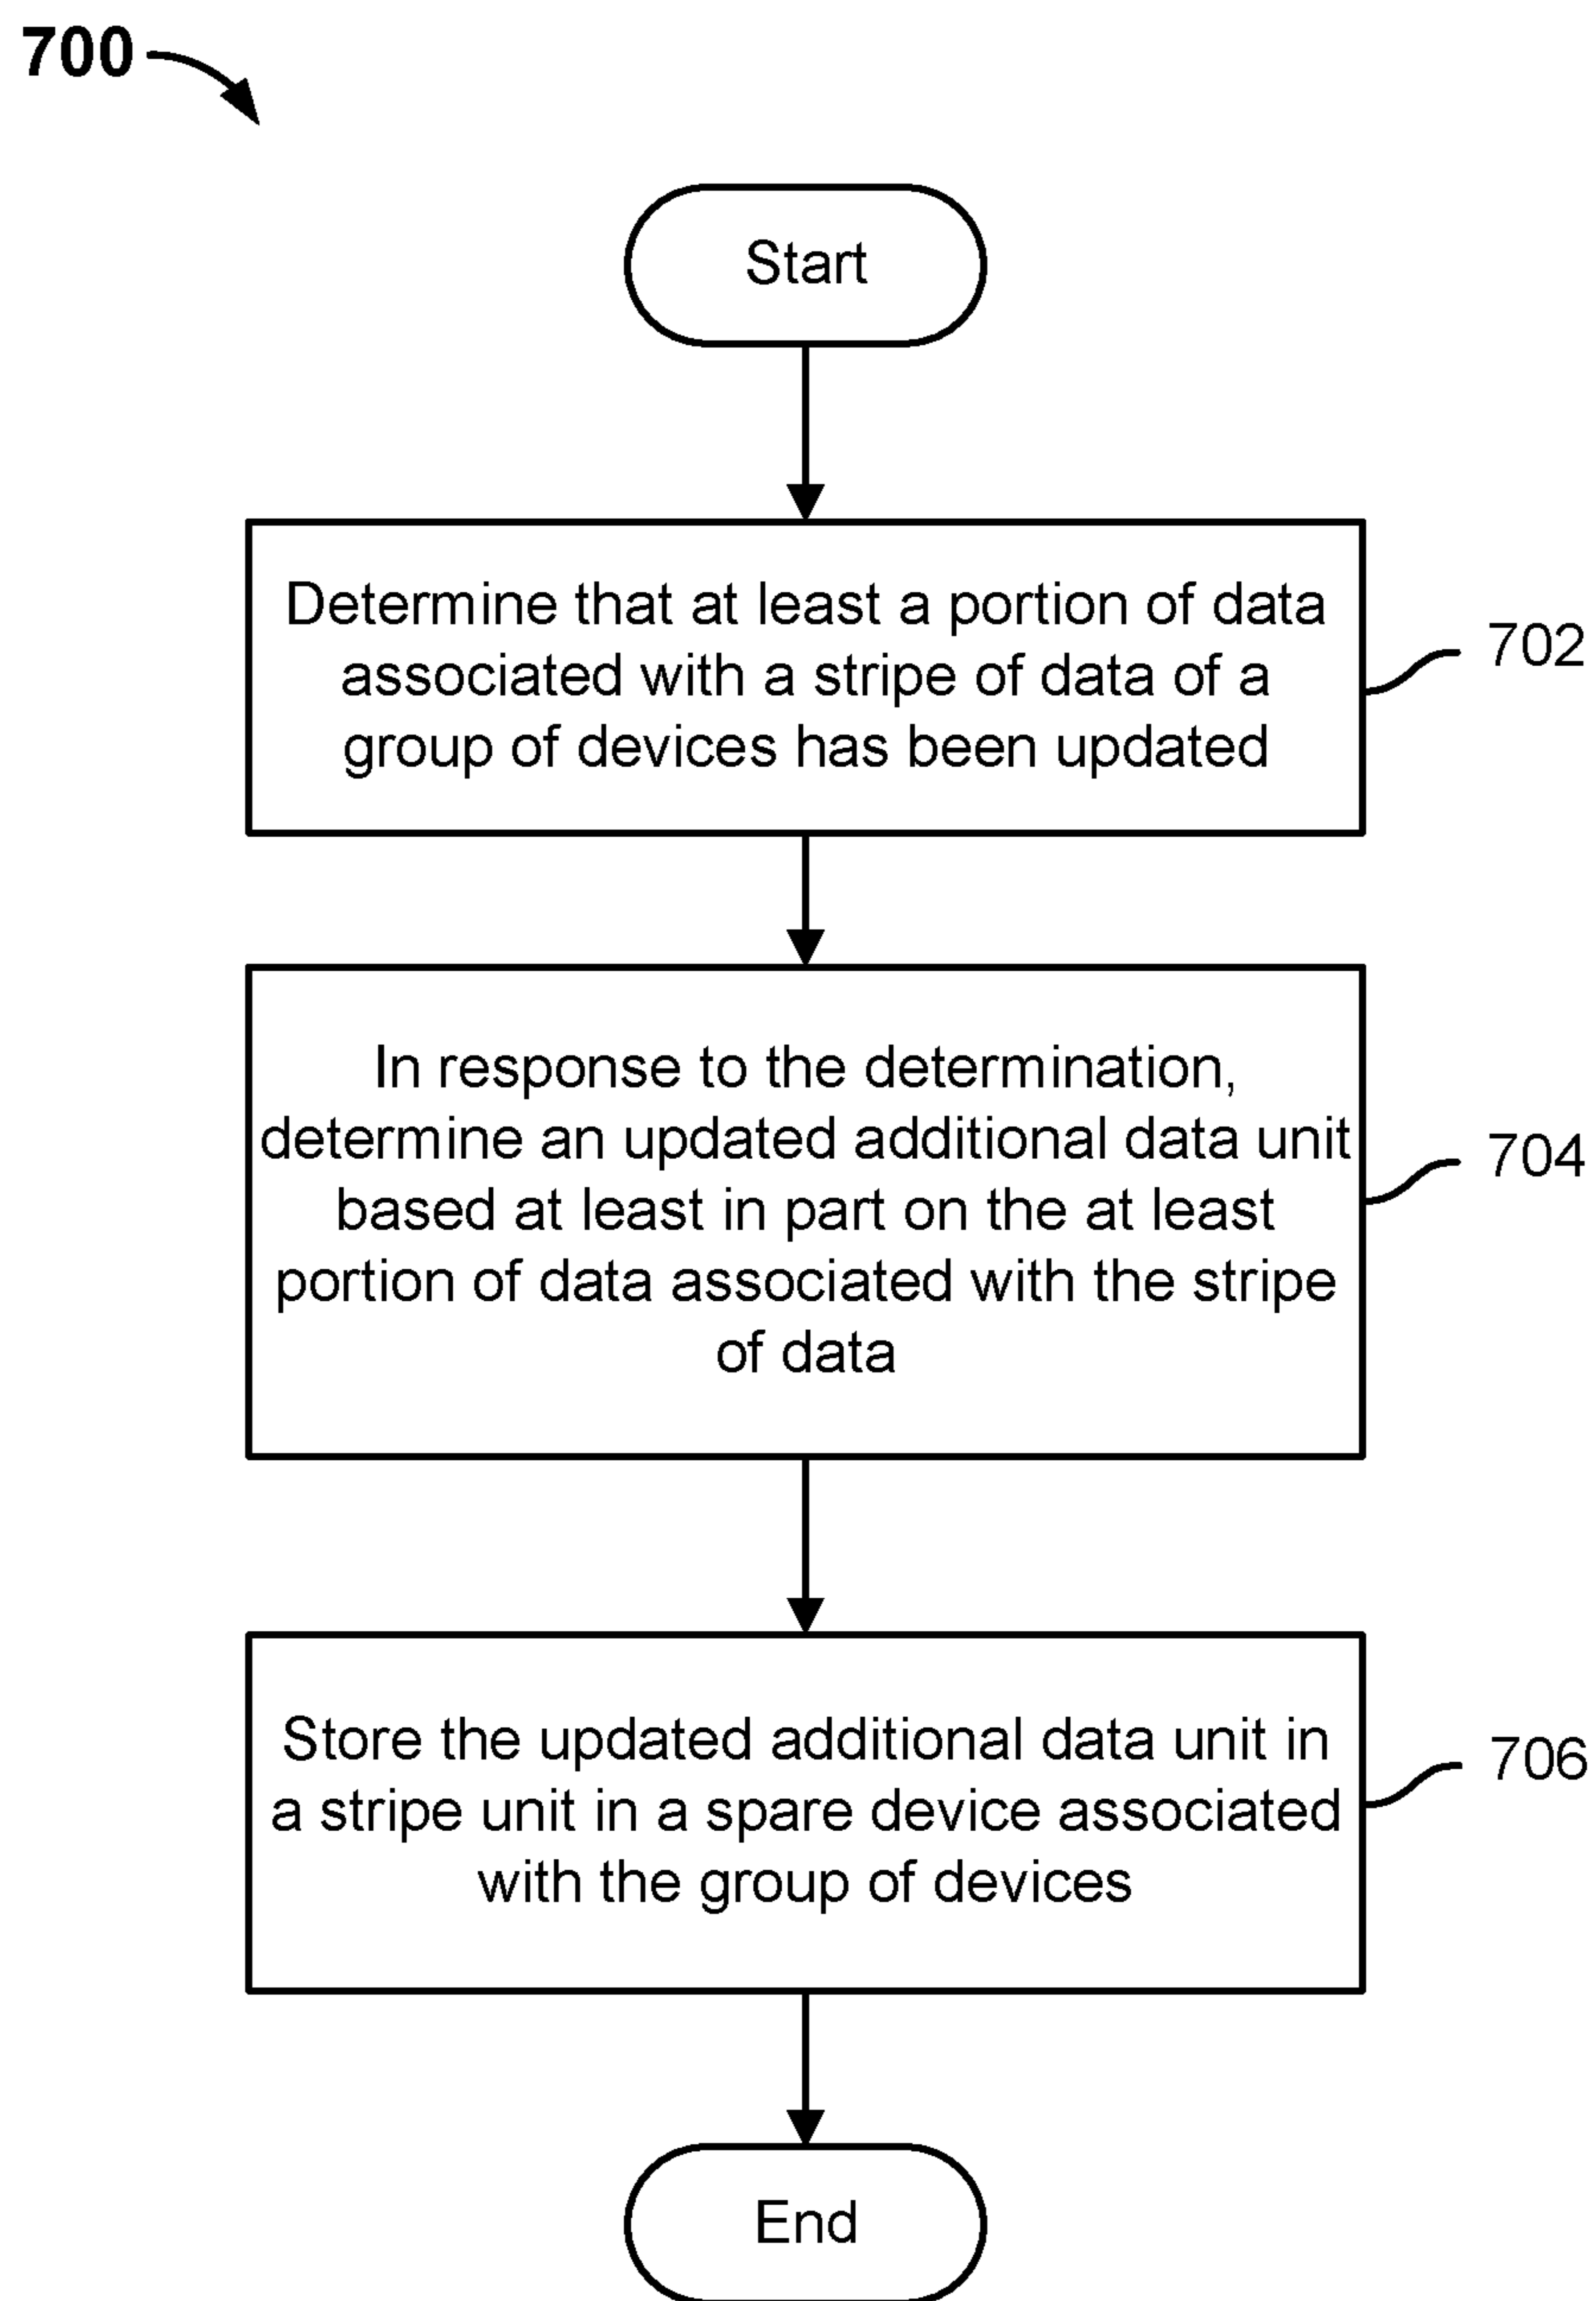 700
Start
Determine that at least a portion of data
associated with a stripe of data of a
group of devices has been updated
702
In response to the determination,
determine an updated additional data unit
based at least in part on the at least
portion of data associated with the stripe
of data
704
Store the updated additional data unit in
a stripe unit in a spare device associated
with the group of devices
706
End